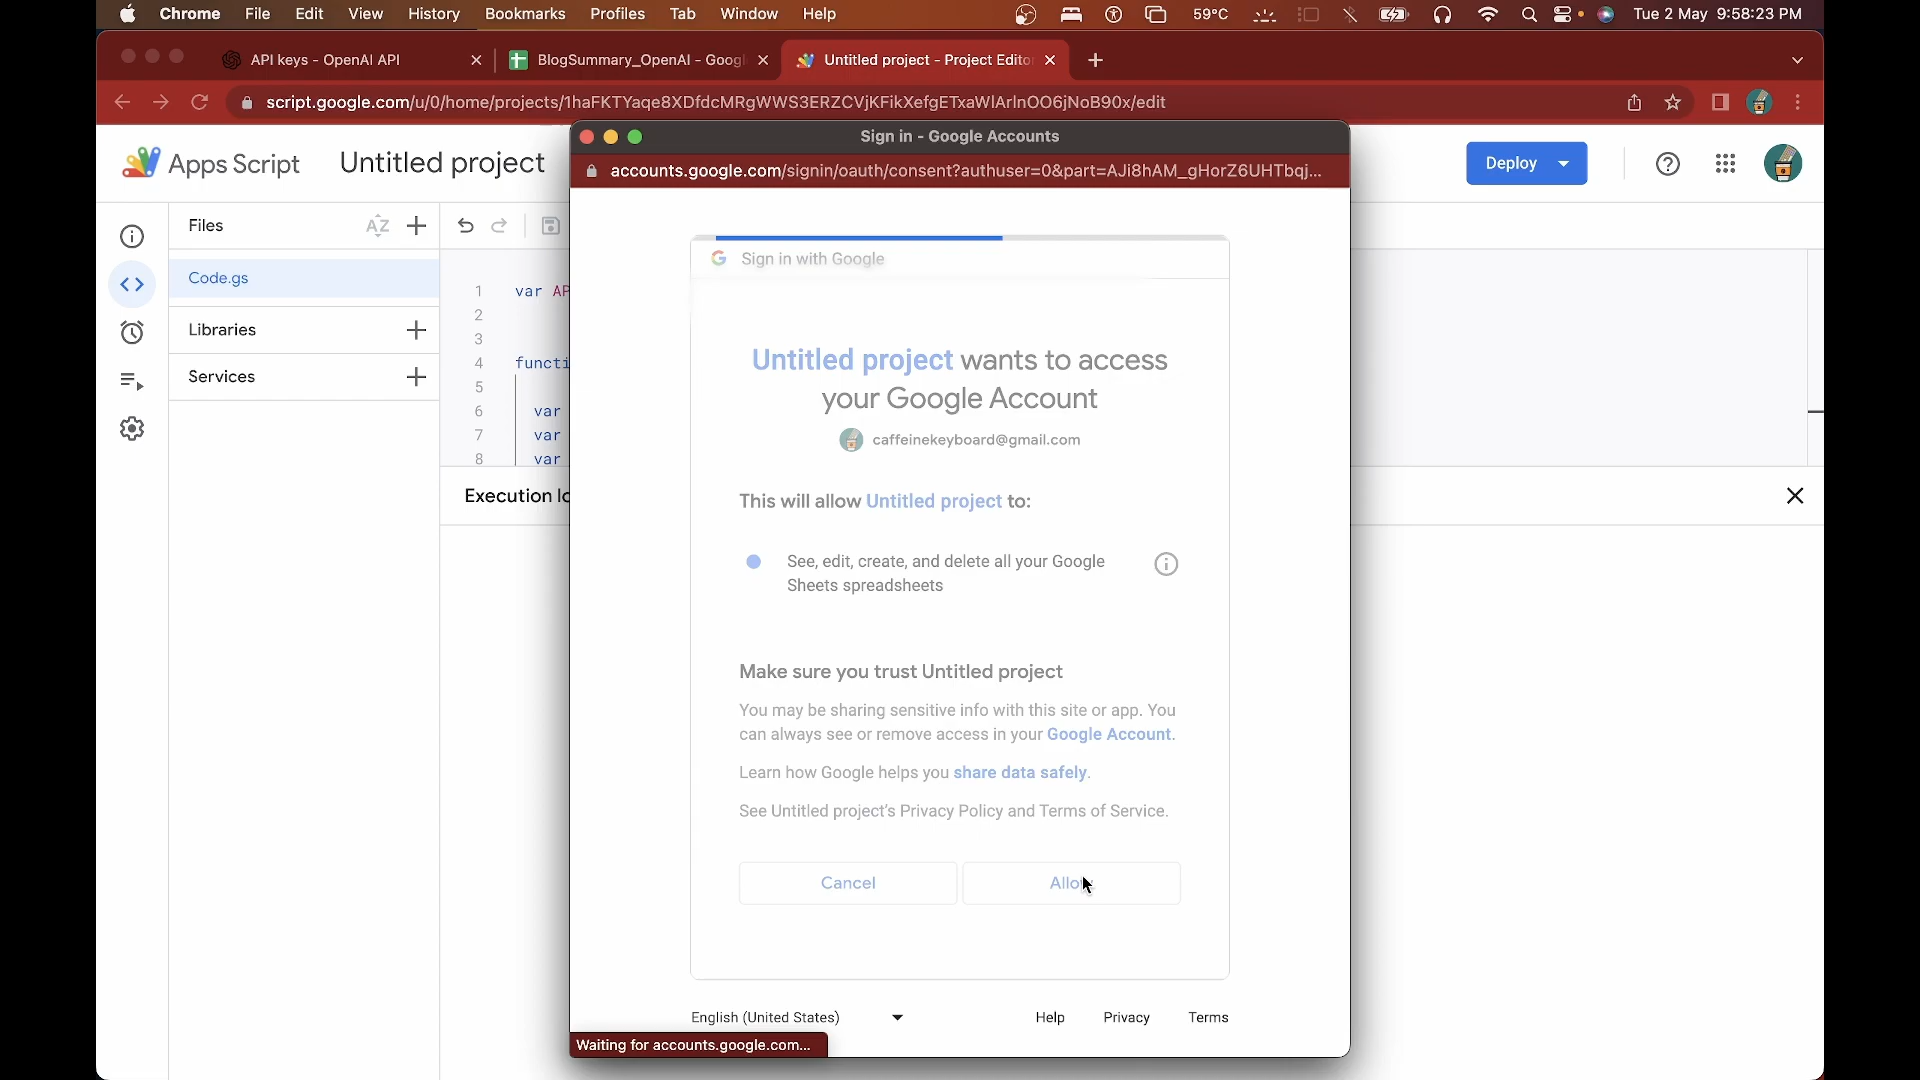 Chrome File Edit View History Bookmarks Profiles Tab Window Help 59°C Tue 2 May 9:58:23 PM
API keys - OpenAI API
BlogSummary_OpenAI - Googl
Untitled project - Project Editor
script.google.com/u/0/home/projects/1haFKTYaqe8XDfdcMRgWWS3ERZCVjKFikXefgETxaWlArlnOO6jNoB90x/edit
Sign in - Google Accounts
accounts.google.com/signin/oauth/consent?authuser=0&part=AJi8hAM_gHorZ6UHTbqj...
Apps Script
Untitled project
Deploy
Files
AZ
Code.gs
Libraries
Services
1 var AP
2
3
4 functi
5
6 var
7 var
8 var
Execution lo
Sign in with Google
Untitled project wants to access
your Google Account
caffeinekeyboard@gmail.com
This will allow Untitled project to:
See, edit, create, and delete all your Google
Sheets spreadsheets
Make sure you trust Untitled project
You may be sharing sensitive info with this site or app. You
can always see or remove access in your Google Account.
Learn how Google helps you share data safely.
See Untitled project's Privacy Policy and Terms of Service.
Cancel
Allow
English (United States)
Help Privacy Terms
Waiting for accounts.google.com...